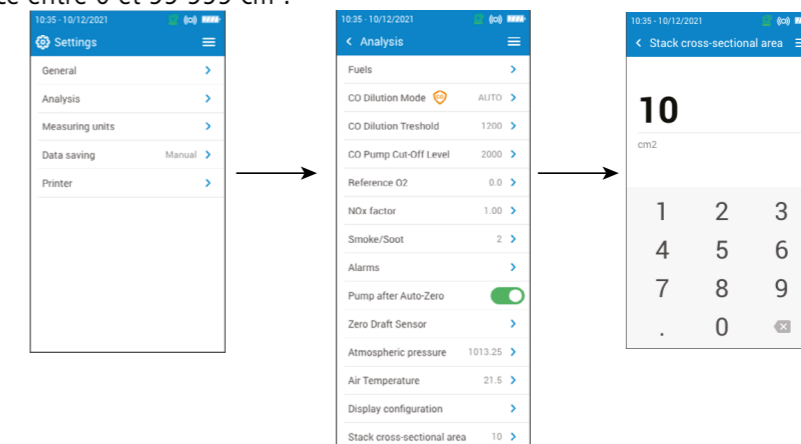 entre 0 et
10:35 - 10/12/2021
Settings
General
Analysis
Measuring units
Data saving Manual
Printer
10:35 - 10/12/2021
Analysis
Fuels
CO Dilution Mode CO AUTO
CO Dilution Treshold 1200
CO Pump Cut-Off Level 2000
Reference O2 0.0
NOx factor 1.00
Smoke/Soot 2
Alarms
Pump after Auto-Zero
Zero Draft Sensor
Atmospheric pressure 1013.25
Air Temperature 21.5
Display configuration
Stack cross-sectional area 10
10:35 - 10/12/2021
Stack cross-sectional area
10
cm2
1 2 3
4 5 6
7 8 9
. 0